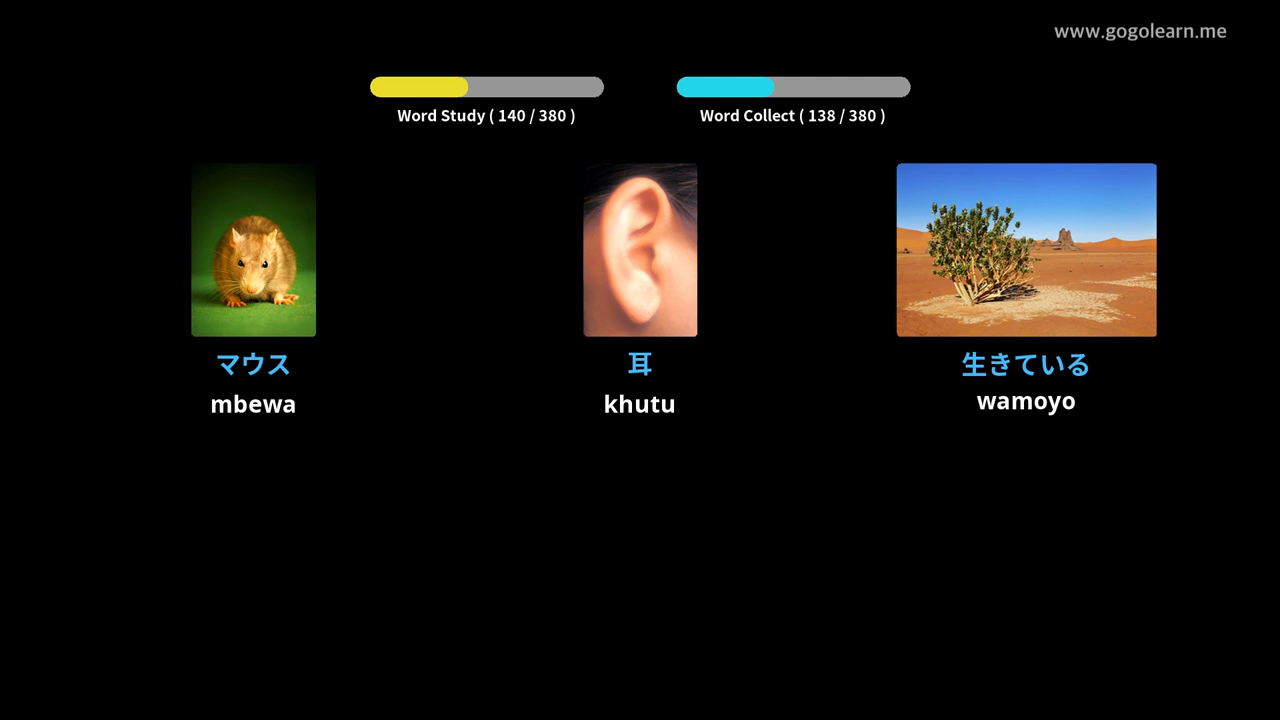 www.gogolearn.me
Word Study ( 140 / 380 )
Word Collect ( 138 / 380 )
マウス
mbewa
耳
khutu
生きている
wamoyo